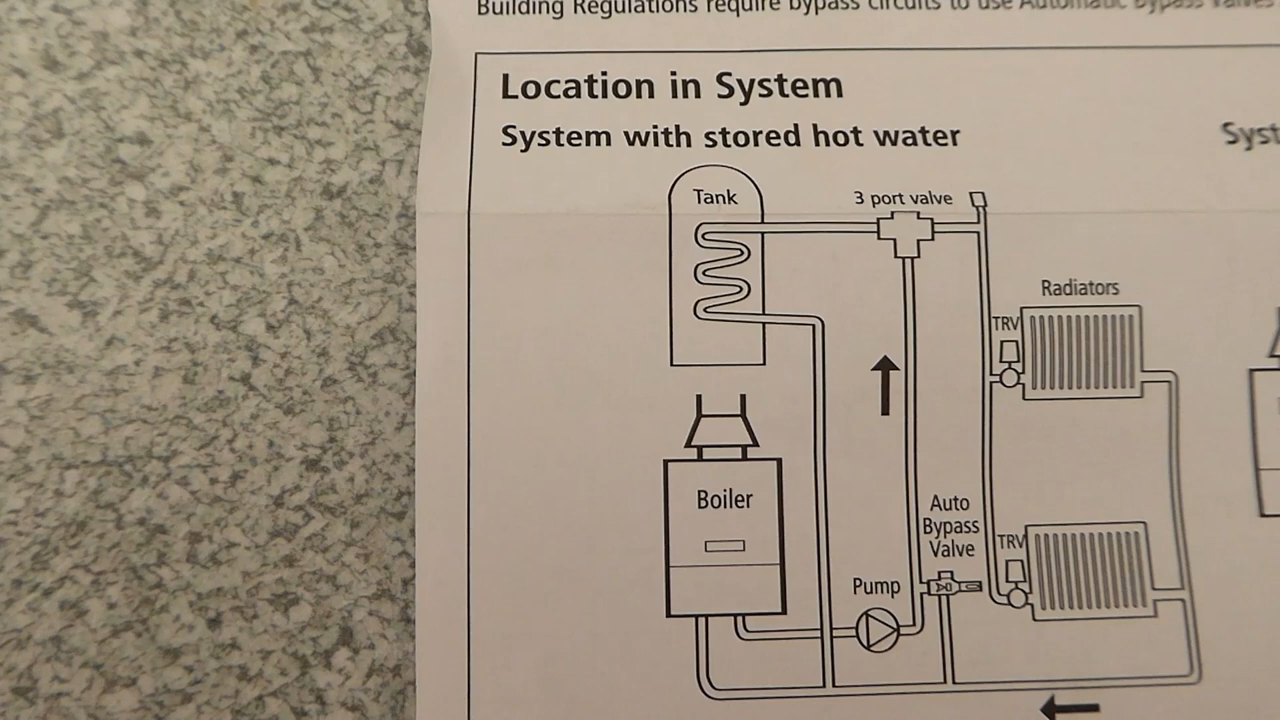 Building Regulations require bypass circuits to use Automatic Bypass Valves
Location in System
System with stored hot water
Tank
3 port valve
Radiators
TRV
Boiler
Auto
Bypass
Valve
TRV
Pump